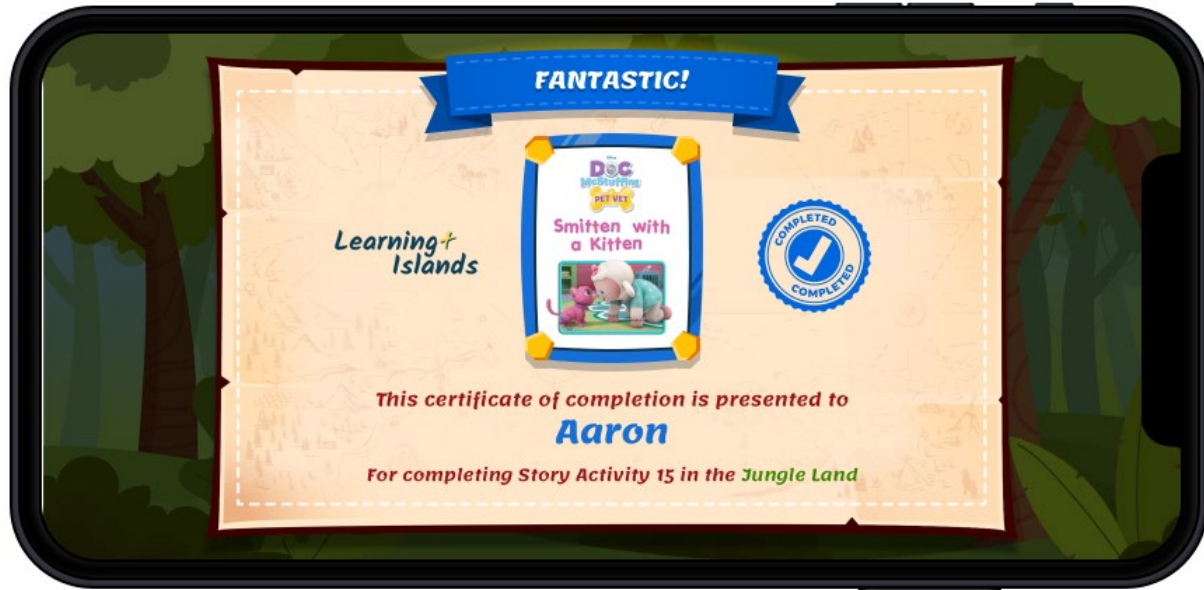 FANTASTIC!
Disney
DOC
McStuffins
PET VET
Smitten with
a Kitten
Learning+
Islands
COMPLETED
COMPLETED
This certificate of completion is presented to
Aaron
For completing Story Activity 15 in the Jungle Land